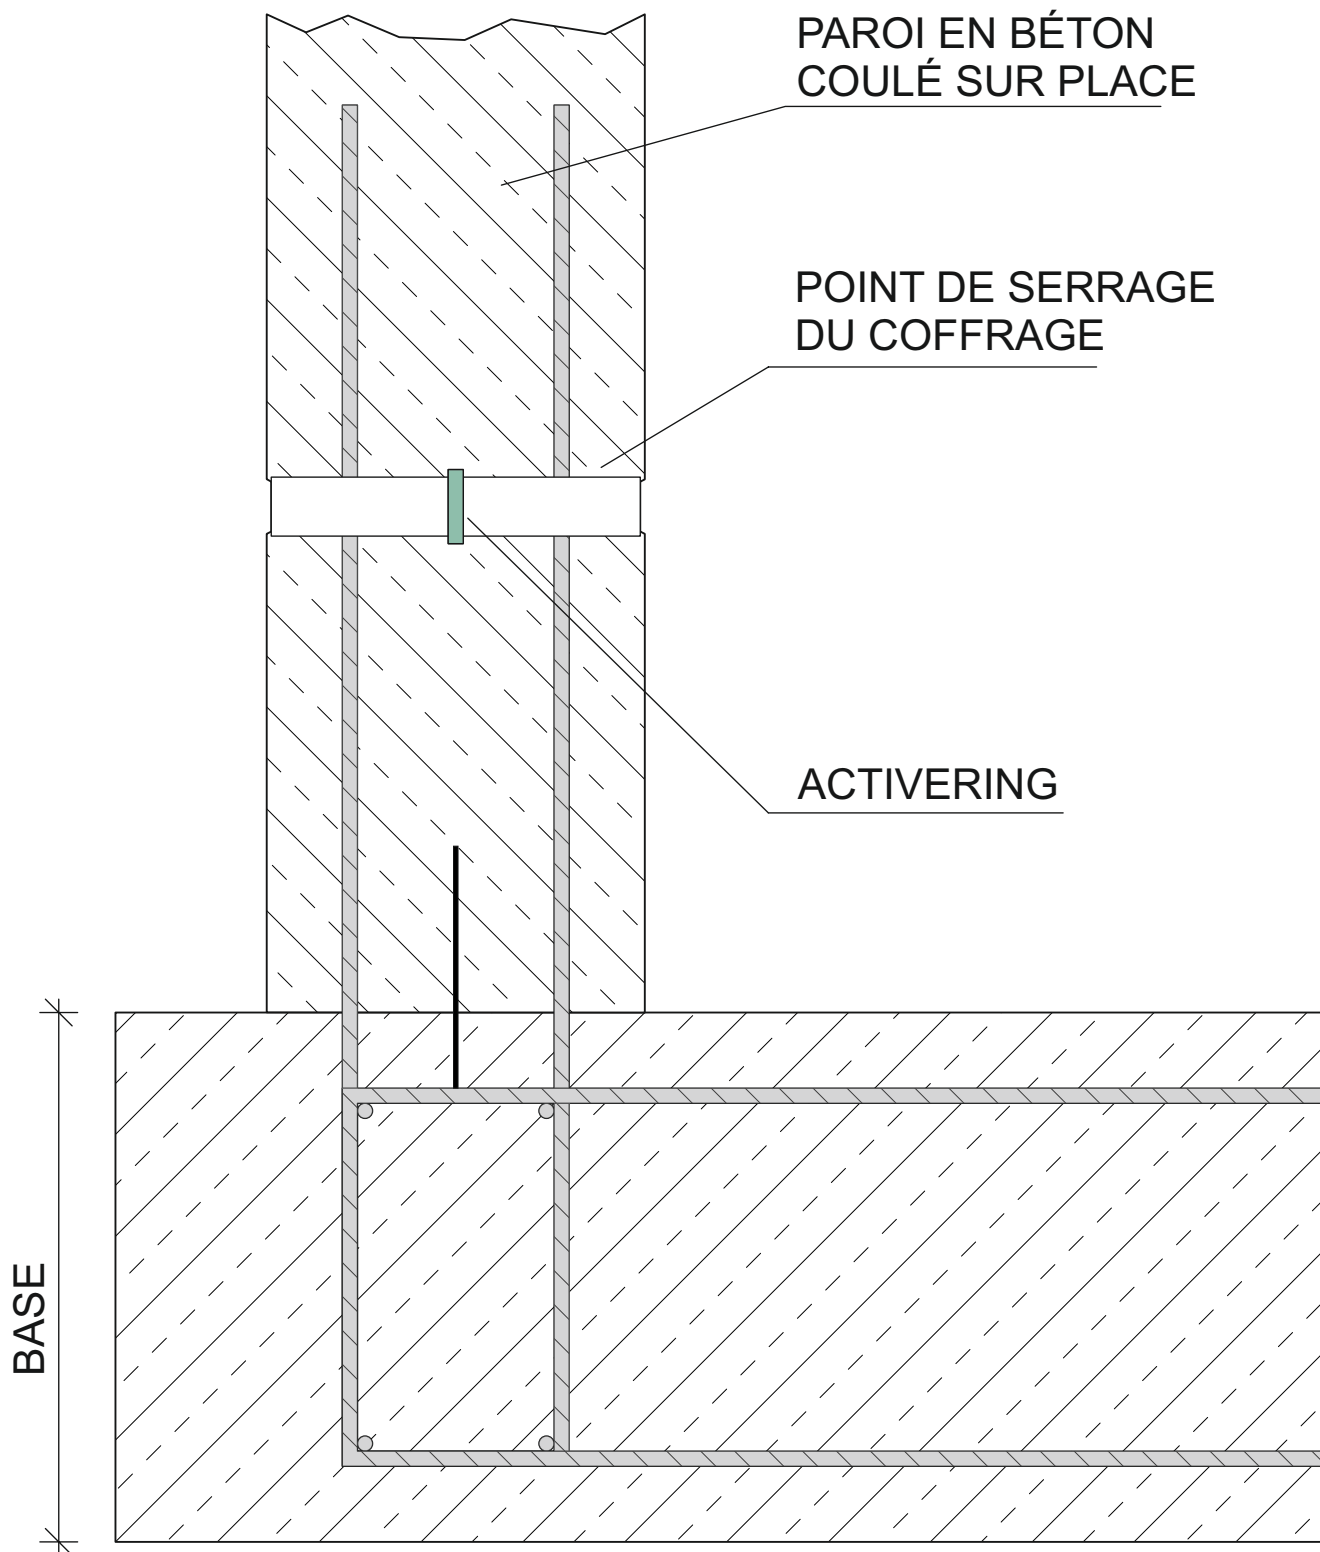 PAROI EN BÉTON
COULÉ SUR PLACE
POINT DE SERRAGE
DU COFFRAGE
ACTIVERING
BASE